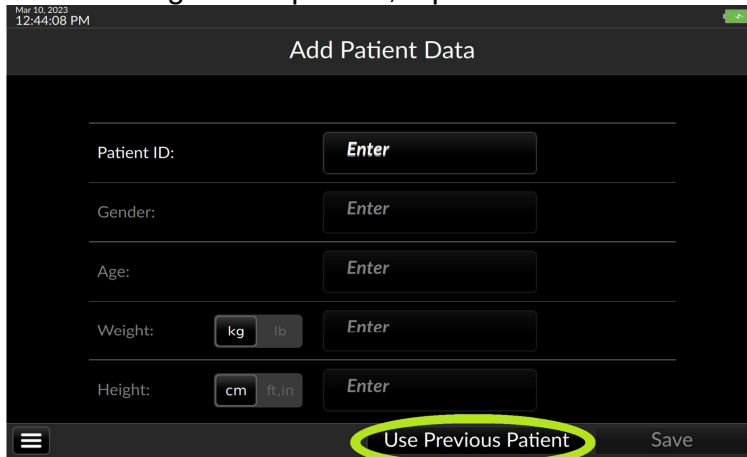 Mar 10, 2023
12:44:08 PM
Add Patient Data
Patient ID: Enter
Gender: Enter
Age: Enter
Weight: kg lb Enter
Height: cm ft,in Enter
Use Previous Patient Save